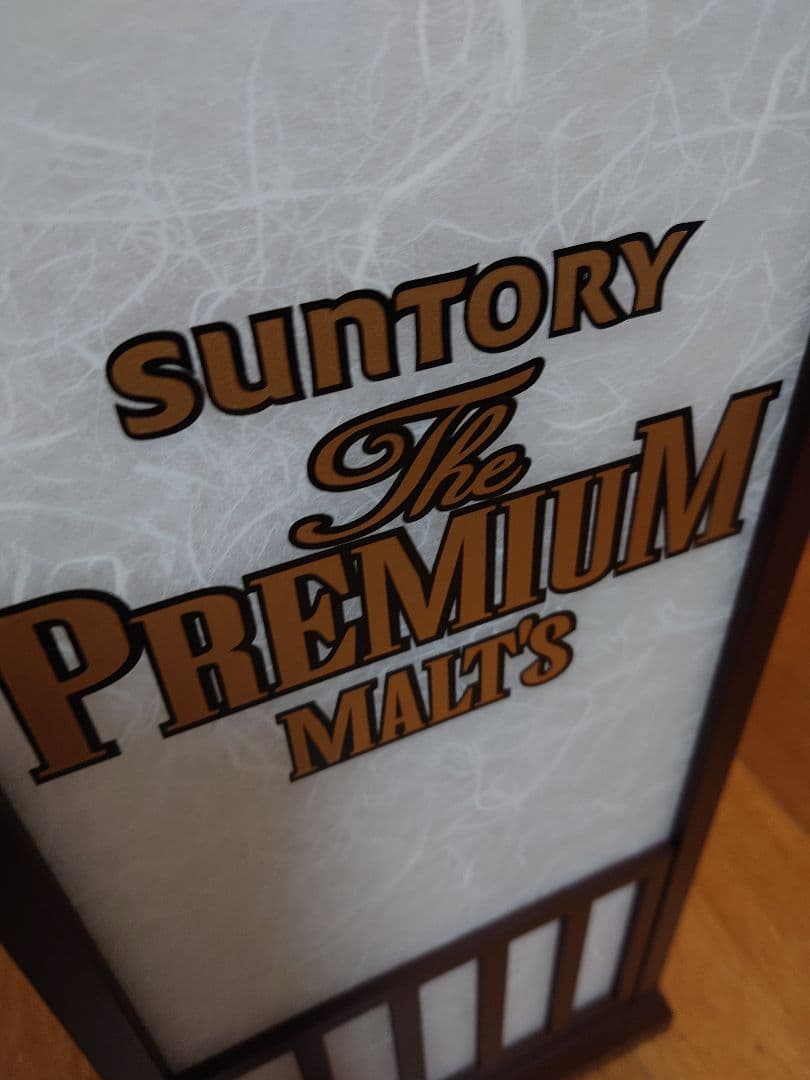 SUNTORY
The
PREMIUM
MALT'S